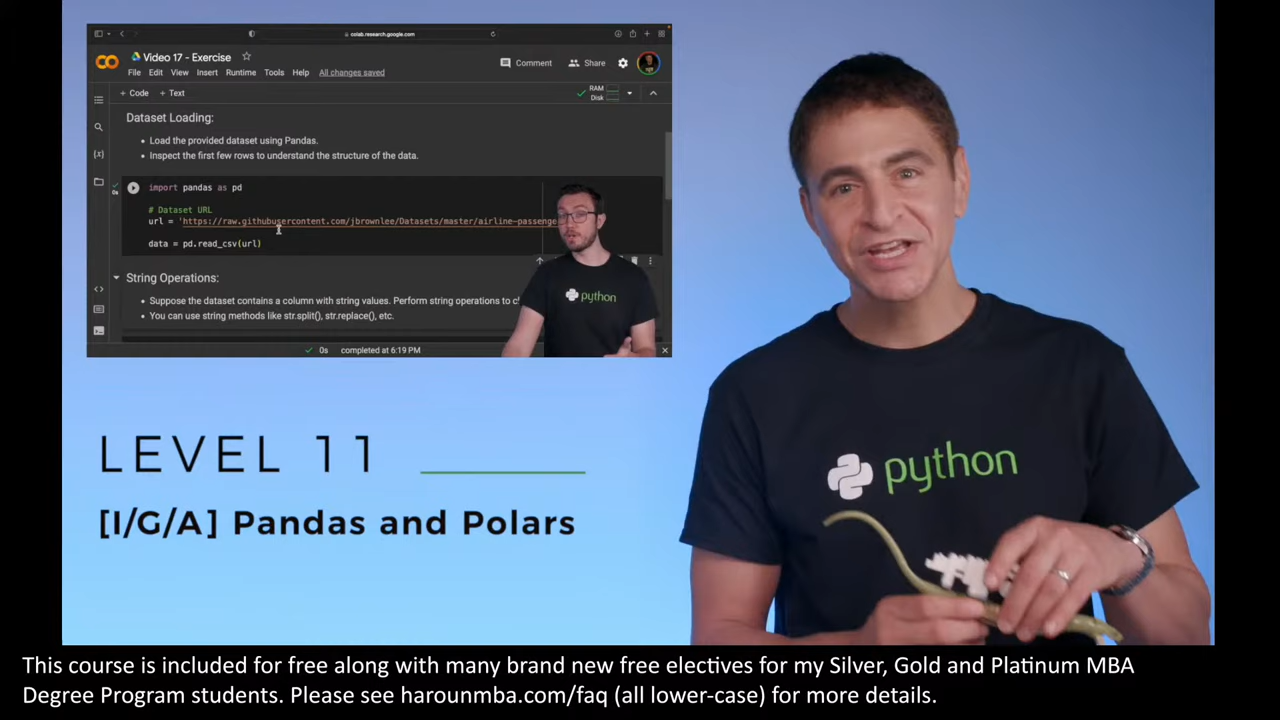 colab.research.google.com
Video 17 - Exercise
File Edit View Insert Runtime Tools Help All changes saved
Comment Share
+ Code + Text
RAM
Disk
Dataset Loading:
Load the provided dataset using Pandas.
Inspect the first few rows to understand the structure of the data.
0s
import pandas as pd
# Dataset URL
url = 'https://raw.githubusercontent.com/jbrownlee/Datasets/master/airline-passenge
data = pd.read_csv(url)
String Operations:
Suppose the dataset contains a column with string values. Perform string operations to
You can use string methods like str.split(), str.replace(), etc.
python
0s completed at 6:19 PM
LEVEL 11
[I/G/A] Pandas and Polars
python
This course is included for free along with many brand new free electives for my Silver, Gold and Platinum MBA
Degree Program students. Please see harounmba.com/faq (all lower-case) for more details.